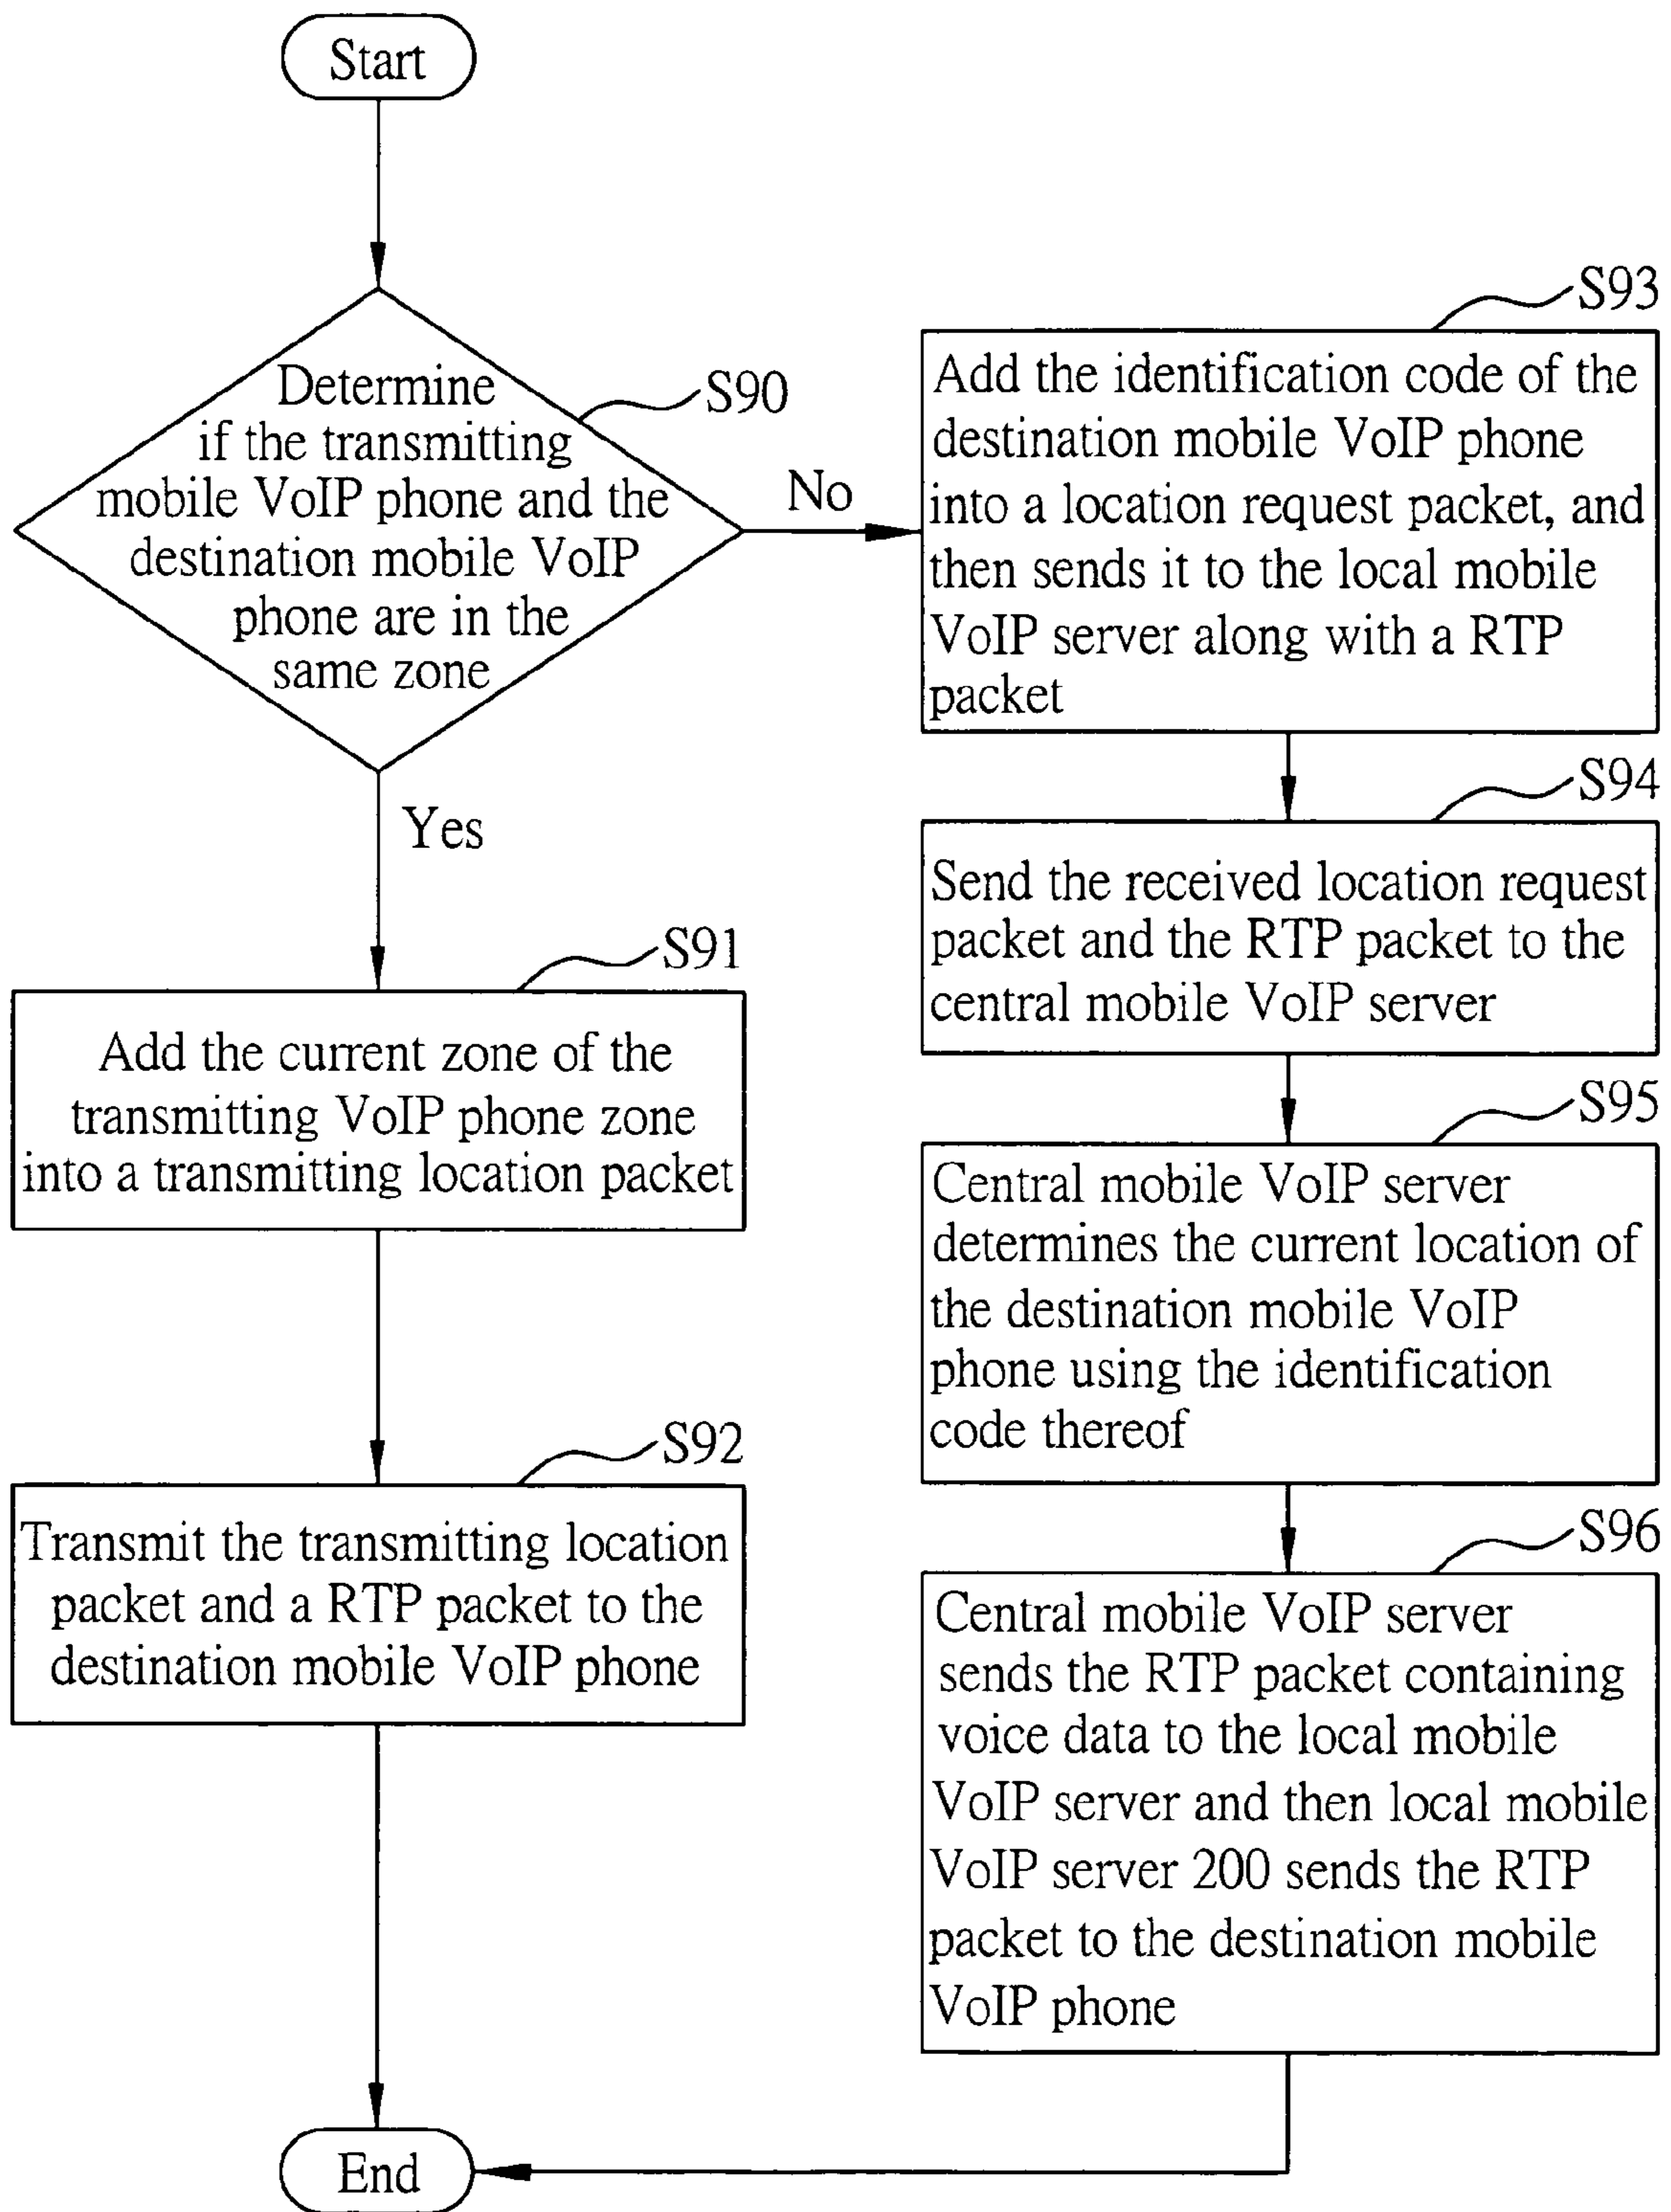 Start
Determine
if the transmitting
mobile VoIP phone and the
destination mobile VoIP
phone are in the
same zone
S90
No
Yes
S91
Add the current zone of the
transmitting VoIP phone zone
into a transmitting location packet
S92
Transmit the transmitting location
packet and a RTP packet to the
destination mobile VoIP phone
S93
Add the identification code of the
destination mobile VoIP phone
into a location request packet, and
then sends it to the local mobile
VoIP server along with a RTP
packet
S94
Send the received location request
packet and the RTP packet to the
central mobile VoIP server
S95
Central mobile VoIP server
determines the current location of
the destination mobile VoIP
phone using the identification
code thereof
S96
Central mobile VoIP server
sends the RTP packet containing
voice data to the local mobile
VoIP server and then local mobile
VoIP server 200 sends the RTP
packet to the destination mobile
VoIP phone
End